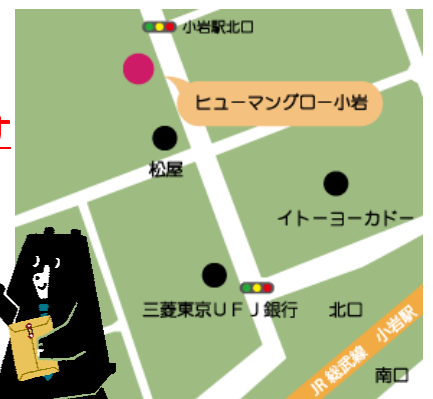 小岩駅北口
ヒューマングロー小岩
す
松屋
イトーヨーカドー
三菱東京UFJ銀行
北口
JR 総武線 小岩駅
南口